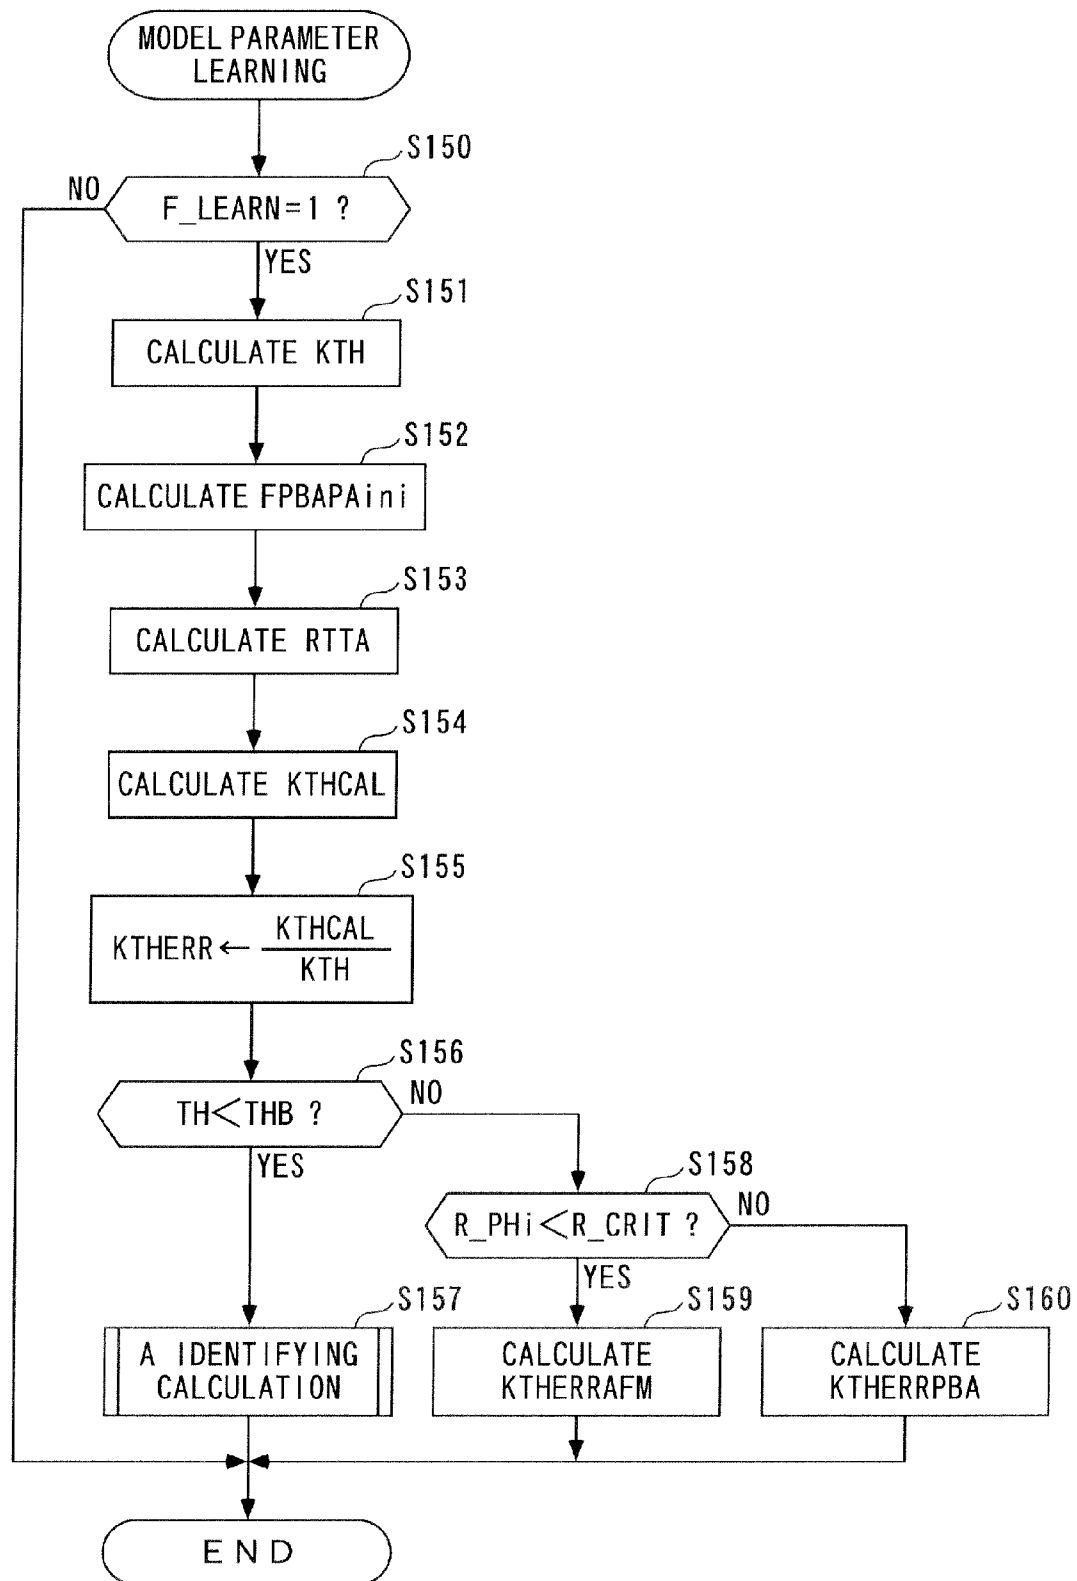 MODEL PARAMETER
LEARNING
S150
NO
F_LEARN=1 ?
YES
S151
CALCULATE KTH
S152
CALCULATE FPBAPAini
S153
CALCULATE RTTA
S154
CALCULATE KTHCAL
S155
KTHERR← KTHCAL
KTH
S156
TH<THB ?
NO
YES
S158
R_PHi<R_CRIT ?
NO
YES
S157
S159
S160
A IDENTIFYING
CALCULATION
CALCULATE
KTHERRAFM
CALCULATE
KTHERRPBA
END